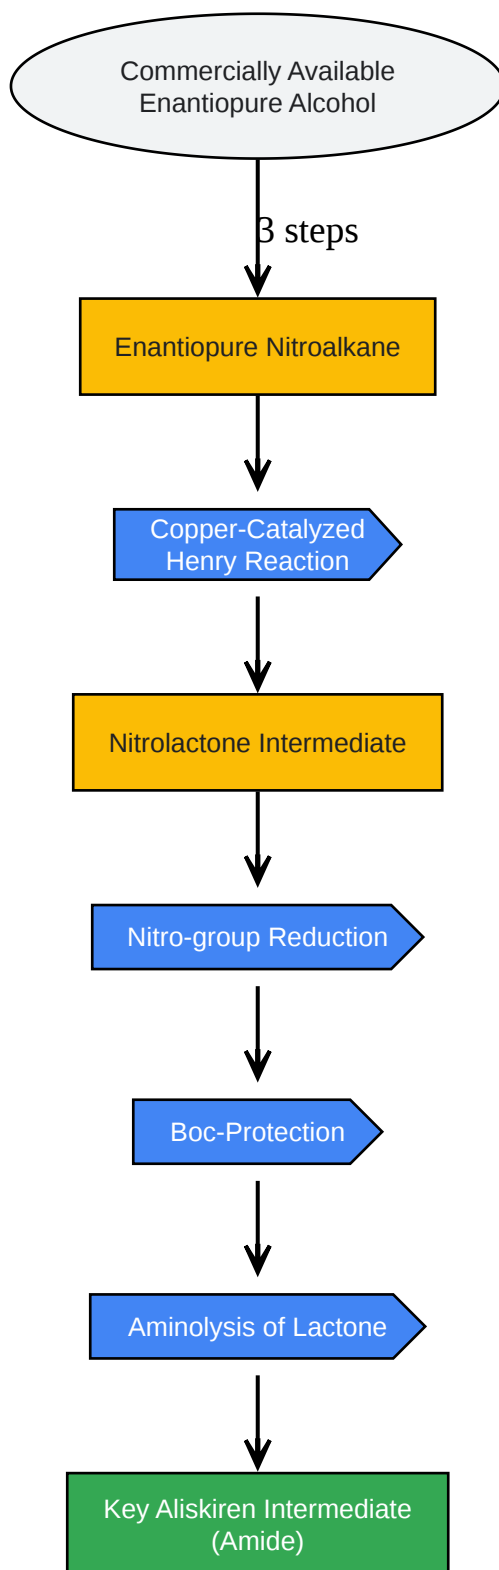 Commercially Available
Enantiopure Alcohol
3 steps
Enantiopure Nitroalkane
Copper-Catalyzed
Henry Reaction
Nitrolactone Intermediate
Nitro-group Reduction
Boc-Protection
Aminolysis of Lactone
Key Aliskiren Intermediate
(Amide)